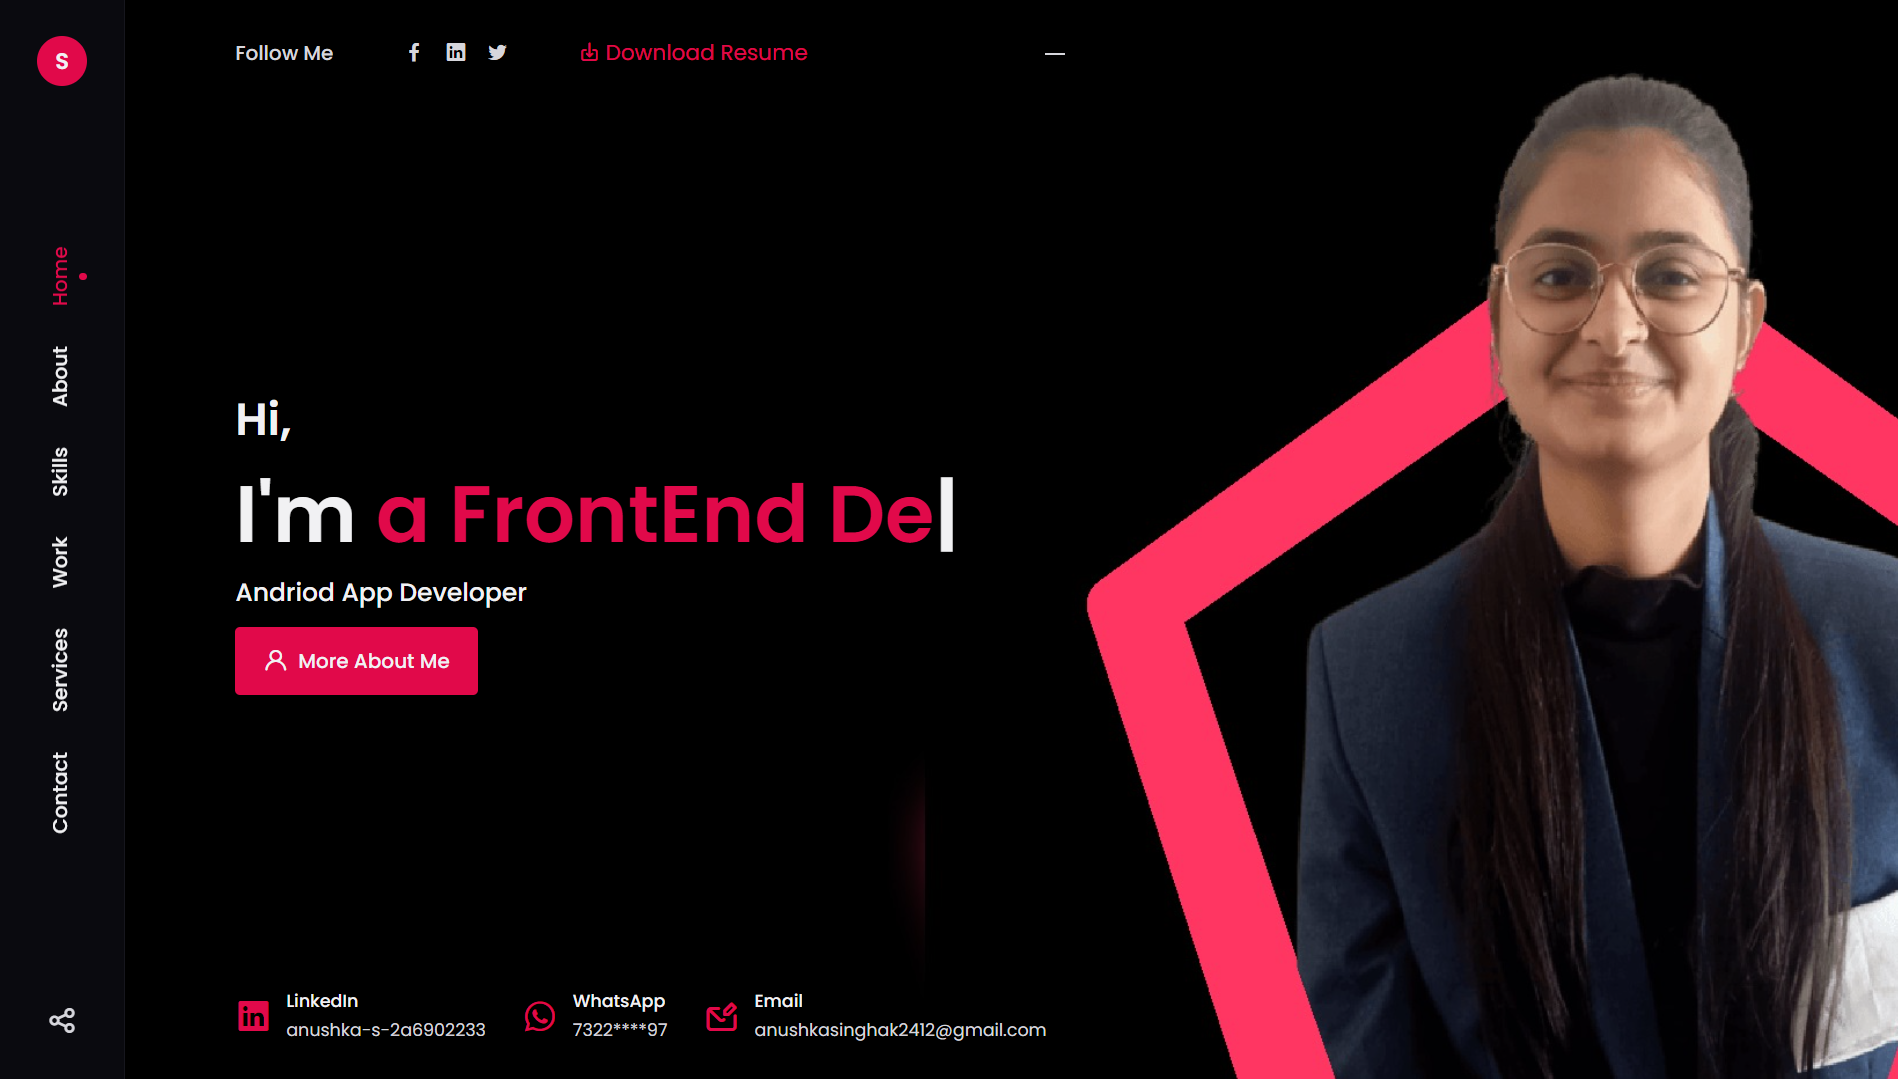 S
Follow Me
Download Resume
Home
About
Skills
Work
Services
Contact
Hi,
I'm a FrontEnd De|
Andriod App Developer
More About Me
LinkedIn
anushka-s-2a6902233
WhatsApp
7322****97
Email
anushkasinghak2412@gmail.com